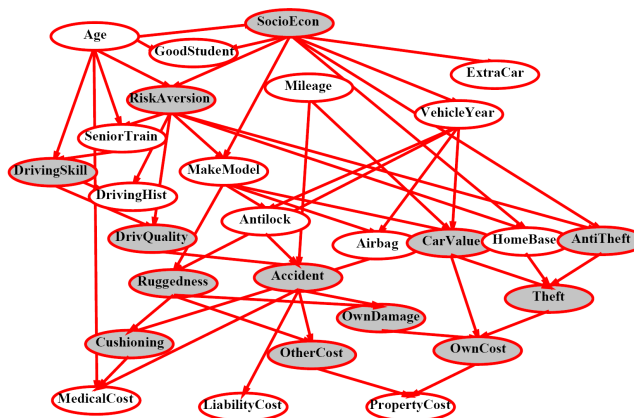 SocioEcon
Age
GoodStudent
ExtraCar
Mileage
RiskAversion
VehicleYear
SeniorTrain
DrivingSkill
MakeModel
DrivingHist
Antilock
DrivQuality
Airbag
CarValue
HomeBase
AntiTheft
Ruggedness
Accident
Theft
OwnDamage
Cushioning
OtherCost
OwnCost
MedicalCost
LiabilityCost
PropertyCost